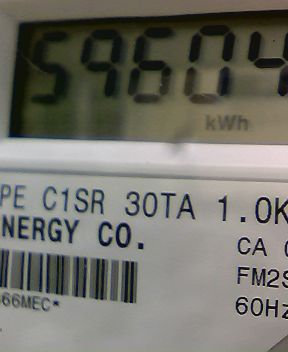 59604
kWh
PE C1SR 30TA 1.0K
NERGY CO.
CA
FM2S
66MEC*
60Hz